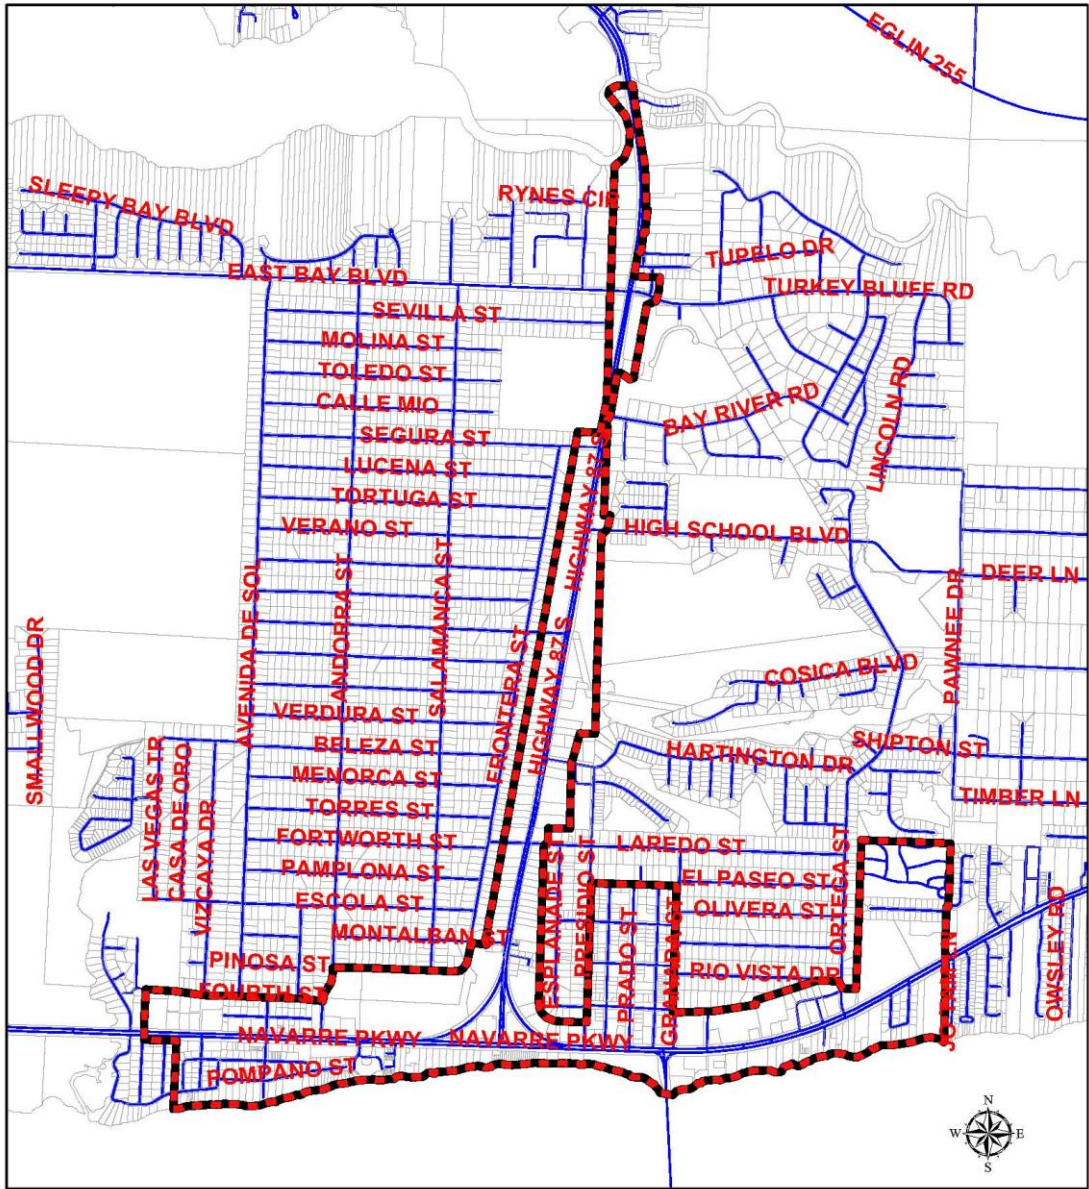 EGLIN 255
SLEEPY BAY BLVD
RYNES CIR
TUPELO DR
EAST BAY BLVD
TURKEY BLUFF RD
SEVILLA ST
MOLINA ST
TOLEDO ST
CALLE MIO
BAY RIVER RD
LINCOLN RD
SEGURA ST
LUCENA ST
TORTUGA ST
HIGHWAY 87 S
VERANO ST
HIGH SCHOOL BLVD
DEER LN
AVENIDA DE SOL
ANDORRA ST
SALAMANCA ST
PAWNEE DR
SMALLWOOD DR
FRONTERA ST
HIGHWAY 87 S
COSICA BLVD
VERDURA ST
BELEZA ST
HARTINGTON DR
SHIPTON ST
LAS VEGAS TR
CASA DE ORO
VIZCAYA DR
MENORCA ST
TIMBER LN
TORRES ST
FORTWORTH ST
LAREDO ST
PAMPLONA ST
EL PASEO ST
ESCOLA ST
OLIVERA ST
ESPLANADE ST
PRESIDIO ST
PRADO ST
GRANADA ST
ORTEGA ST
OWSLEY RD
MONTALBAN ST
PINOSA ST
RIO VISTA DR
FOURTH ST
NAVARRE PKWY
NAVARRE PKWY
POMPANO ST
N
W
E
S